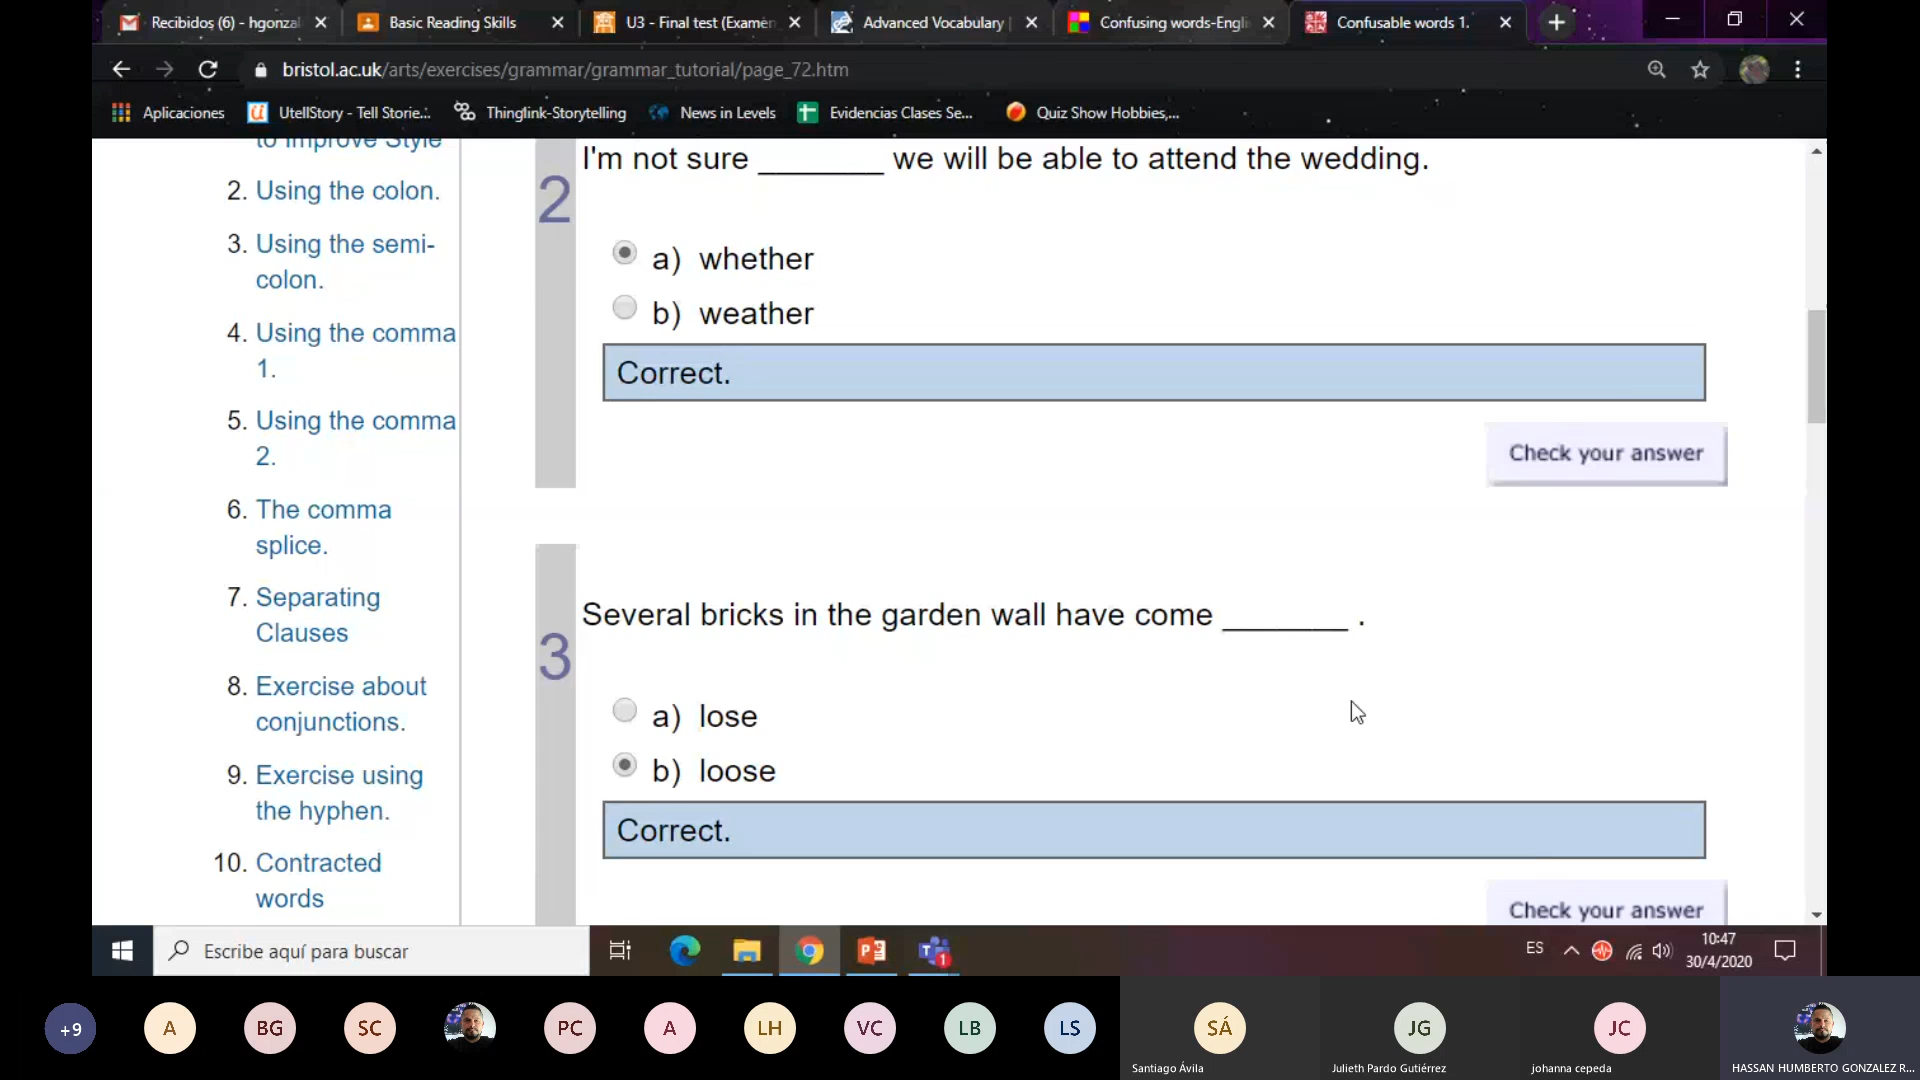 Recibidos (6) - hgonzal
Basic Reading Skills
U3 - Final test (Examen
Advanced Vocabulary |
Confusing words-Engli
Confusable words 1.
bristol.ac.uk/arts/exercises/grammar/grammar_tutorial/page_72.htm
Aplicaciones
UtellStory - Tell Storie...
Thinglink-Storytelling
News in Levels
Evidencias Clases Se...
Quiz Show Hobbies,...
to Improve Style
2. Using the colon.
3. Using the semi-
colon.
4. Using the comma
1.
5. Using the comma
2.
6. The comma
splice.
7. Separating
Clauses
8. Exercise about
conjunctions.
9. Exercise using
the hyphen.
10. Contracted
words
2
I'm not sure _______ we will be able to attend the wedding.
a) whether
b) weather
Correct.
Check your answer
3
Several bricks in the garden wall have come _______ .
a) lose
b) loose
Correct.
Check your answer
Escribe aquí para buscar
1
ES
10:47
30/4/2020
+9
A
BG
SC
PC
A
LH
VC
LB
LS
SÁ
Santiago Ávila
JG
Julieth Pardo Gutiérrez
JC
johanna cepeda
HASSAN HUMBERTO GONZALEZ R...